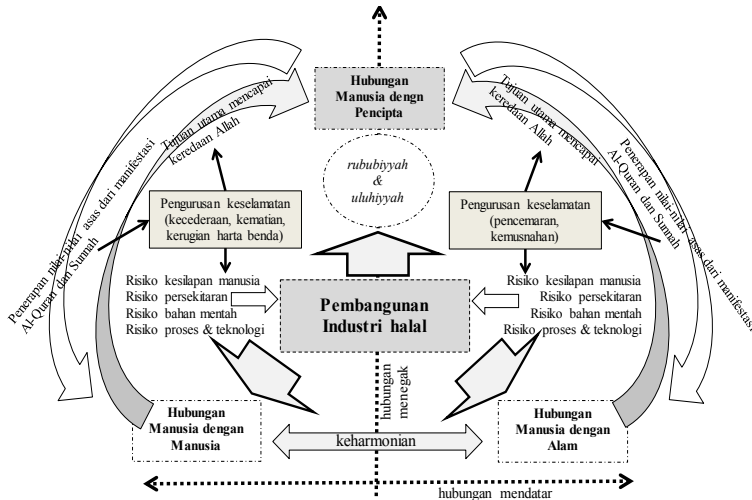 Hubungan
Manusia dengn
Pencipta
Tujuan utama mencapai
keredaan Allah
Tujuan utama mencapai
keredaan Allah
Penerapan nilai-nilai asas dari manifestasi
Al-Quran dan Sunnah
Penerapan nilai-nilai asas dari manifestasi
Al-Quran dan Sunnah
rububiyyah
&
uluhiyyah
Pengurusan keselamatan
(kecederaan, kematian,
kerugian harta benda)
Pengurusan keselamatan
(pencemaran,
kemusnahan)
Risiko kesilapan manusia
Risiko persekitaran
Risiko bahan mentah
Risiko proses & teknologi
Pembangunan
Industri halal
Risiko kesilapan manusia
Risiko persekitaran
Risiko bahan mentah
Risiko proses & teknologi
hubungan
menegak
Hubungan
Manusia dengan
Manusia
keharmonian
Hubungan
Manusia dengan
Alam
hubungan mendatar